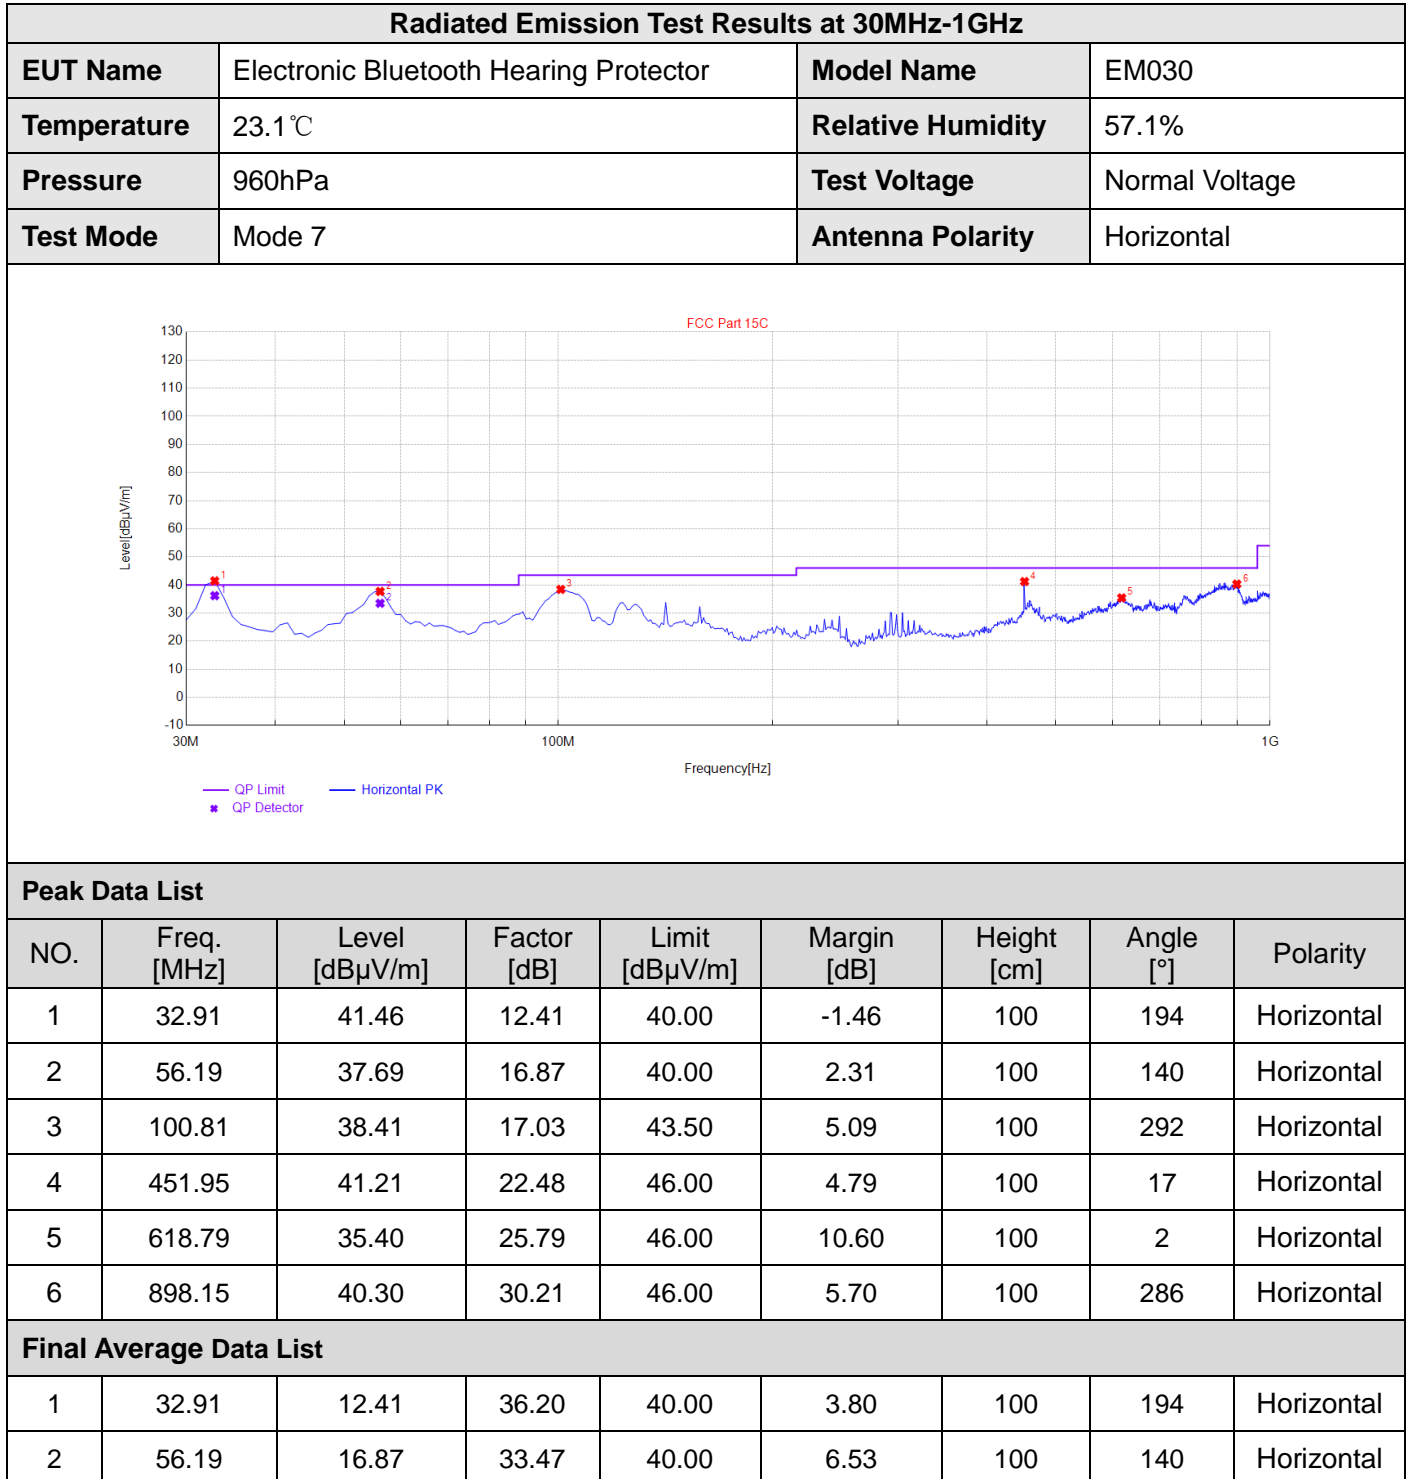 Radiated Emission Test Results at 30MHz-1GHz
EUT Name Electronic Bluetooth Hearing Protector Model Name EM030
Temperature 23.1℃ Relative Humidity 57.1%
Pressure 960hPa Test Voltage Normal Voltage
Test Mode Mode 7 Antenna Polarity Horizontal
FCC Part 15C
130
120
110
100
90
80
70
60
50
40
30
20
10
0
-10
Level[dBμV/m]
1
1
2
2
3
4
5
6
30M 100M 1G
Frequency[Hz]
QP Limit Horizontal PK
QP Detector
Peak Data List
NO. Freq. [MHz] Level [dBμV/m] Factor [dB] Limit [dBμV/m] Margin [dB] Height [cm] Angle [°] Polarity
1 32.91 41.46 12.41 40.00 -1.46 100 194 Horizontal
2 56.19 37.69 16.87 40.00 2.31 100 140 Horizontal
3 100.81 38.41 17.03 43.50 5.09 100 292 Horizontal
4 451.95 41.21 22.48 46.00 4.79 100 17 Horizontal
5 618.79 35.40 25.79 46.00 10.60 100 2 Horizontal
6 898.15 40.30 30.21 46.00 5.70 100 286 Horizontal
Final Average Data List
1 32.91 12.41 36.20 40.00 3.80 100 194 Horizontal
2 56.19 16.87 33.47 40.00 6.53 100 140 Horizontal